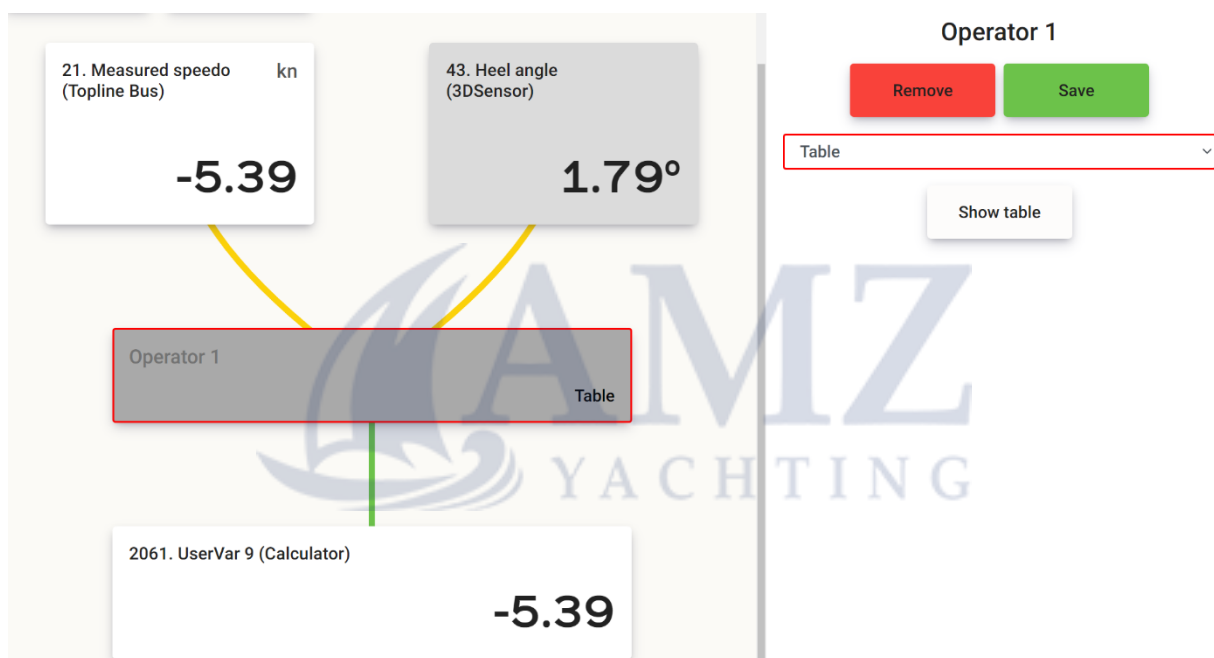 21. Measured speedo kn
(Topline Bus)
-5.39
43. Heel angle
(3DSensor)
1.79º
Operator 1
Table
2061. UserVar 9 (Calculator)
-5.39
Operator 1
Remove Save
Table
Show table
AMZ
YACHTING